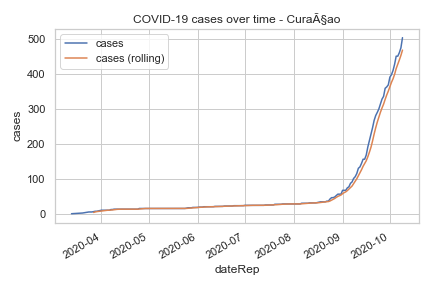 COVID-19 cases over time - CuraÃ§ao
cases
cases (rolling)
500
400
300
200
100
0
cases
2020-04
2020-05
2020-06
2020-07
2020-08
2020-09
2020-10
dateRep